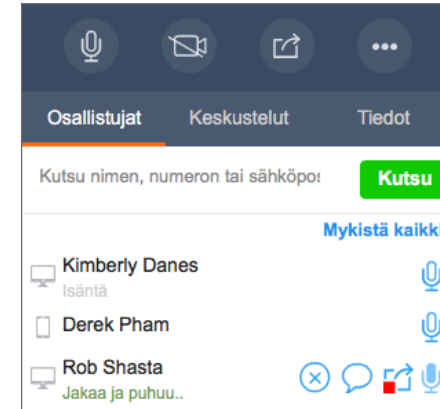 Osallistujat Keskustelut Tiedot
Kutsu nimen, numeron tai sähköpos Kutsu
Mykistä kaikki
Kimberly Danes
Isäntä
Derek Pham
Rob Shasta
Jakaa ja puhuu..